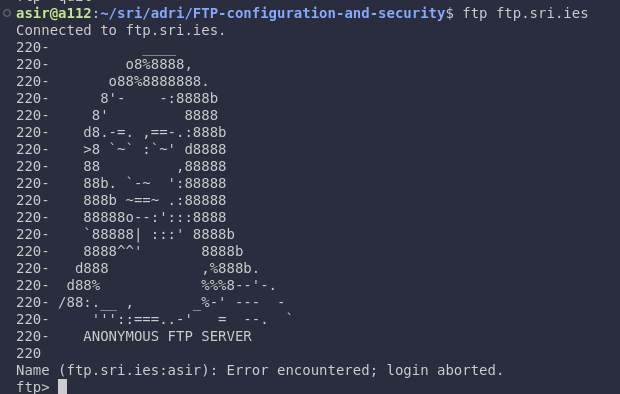 ftp> quit
asir@a112:~/sri/adri/FTP-configuration-and-security$ ftp ftp.sri.ies
Connected to ftp.sri.ies.
220-           ____
220-         o8%8888,
220-       o88%8888888.
220-      8'-    -:8888b
220-     8'         8888
220-    d8.-=. ,==-.:888b
220-    >8 `~` :`~' d8888
220-    88         ,88888
220-    88b. `-~  ':88888
220-    888b ~==~ .:88888
220-    88888o--:':::8888
220-    `88888| :::' 8888b
220-    8888^^'       8888b
220-   d888           ,%888b.
220-  d88%            %%%8--'-.
220- /88:.__ ,       _%-' ---  -
220-     '''::===..-'   =  --.  `
220-    ANONYMOUS FTP SERVER
220
Name (ftp.sri.ies:asir): Error encountered; login aborted.
ftp>